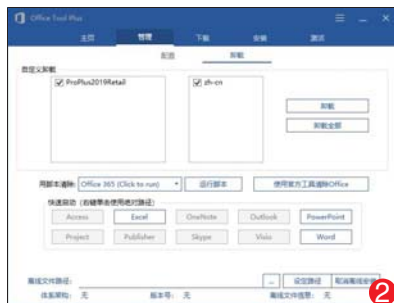 Office Tool Plus
主页 管理 下载 安装 激活
配置 卸载
自定义卸载
ProPlus2019Retail
zh-cn
卸载
卸载全部
用脚本清除: Office 365 (Click to run) 运行脚本 使用官方工具清除Office
快速启动 (右键单击使用绝对路径)
Access Excel OneNote Outlook PowerPoint
Project Publisher Skype Visio Word
离线文件路径: ... 设定路径 取消离线安装
体系架构: 无 版本号: 无 离线文件信息: 无
2